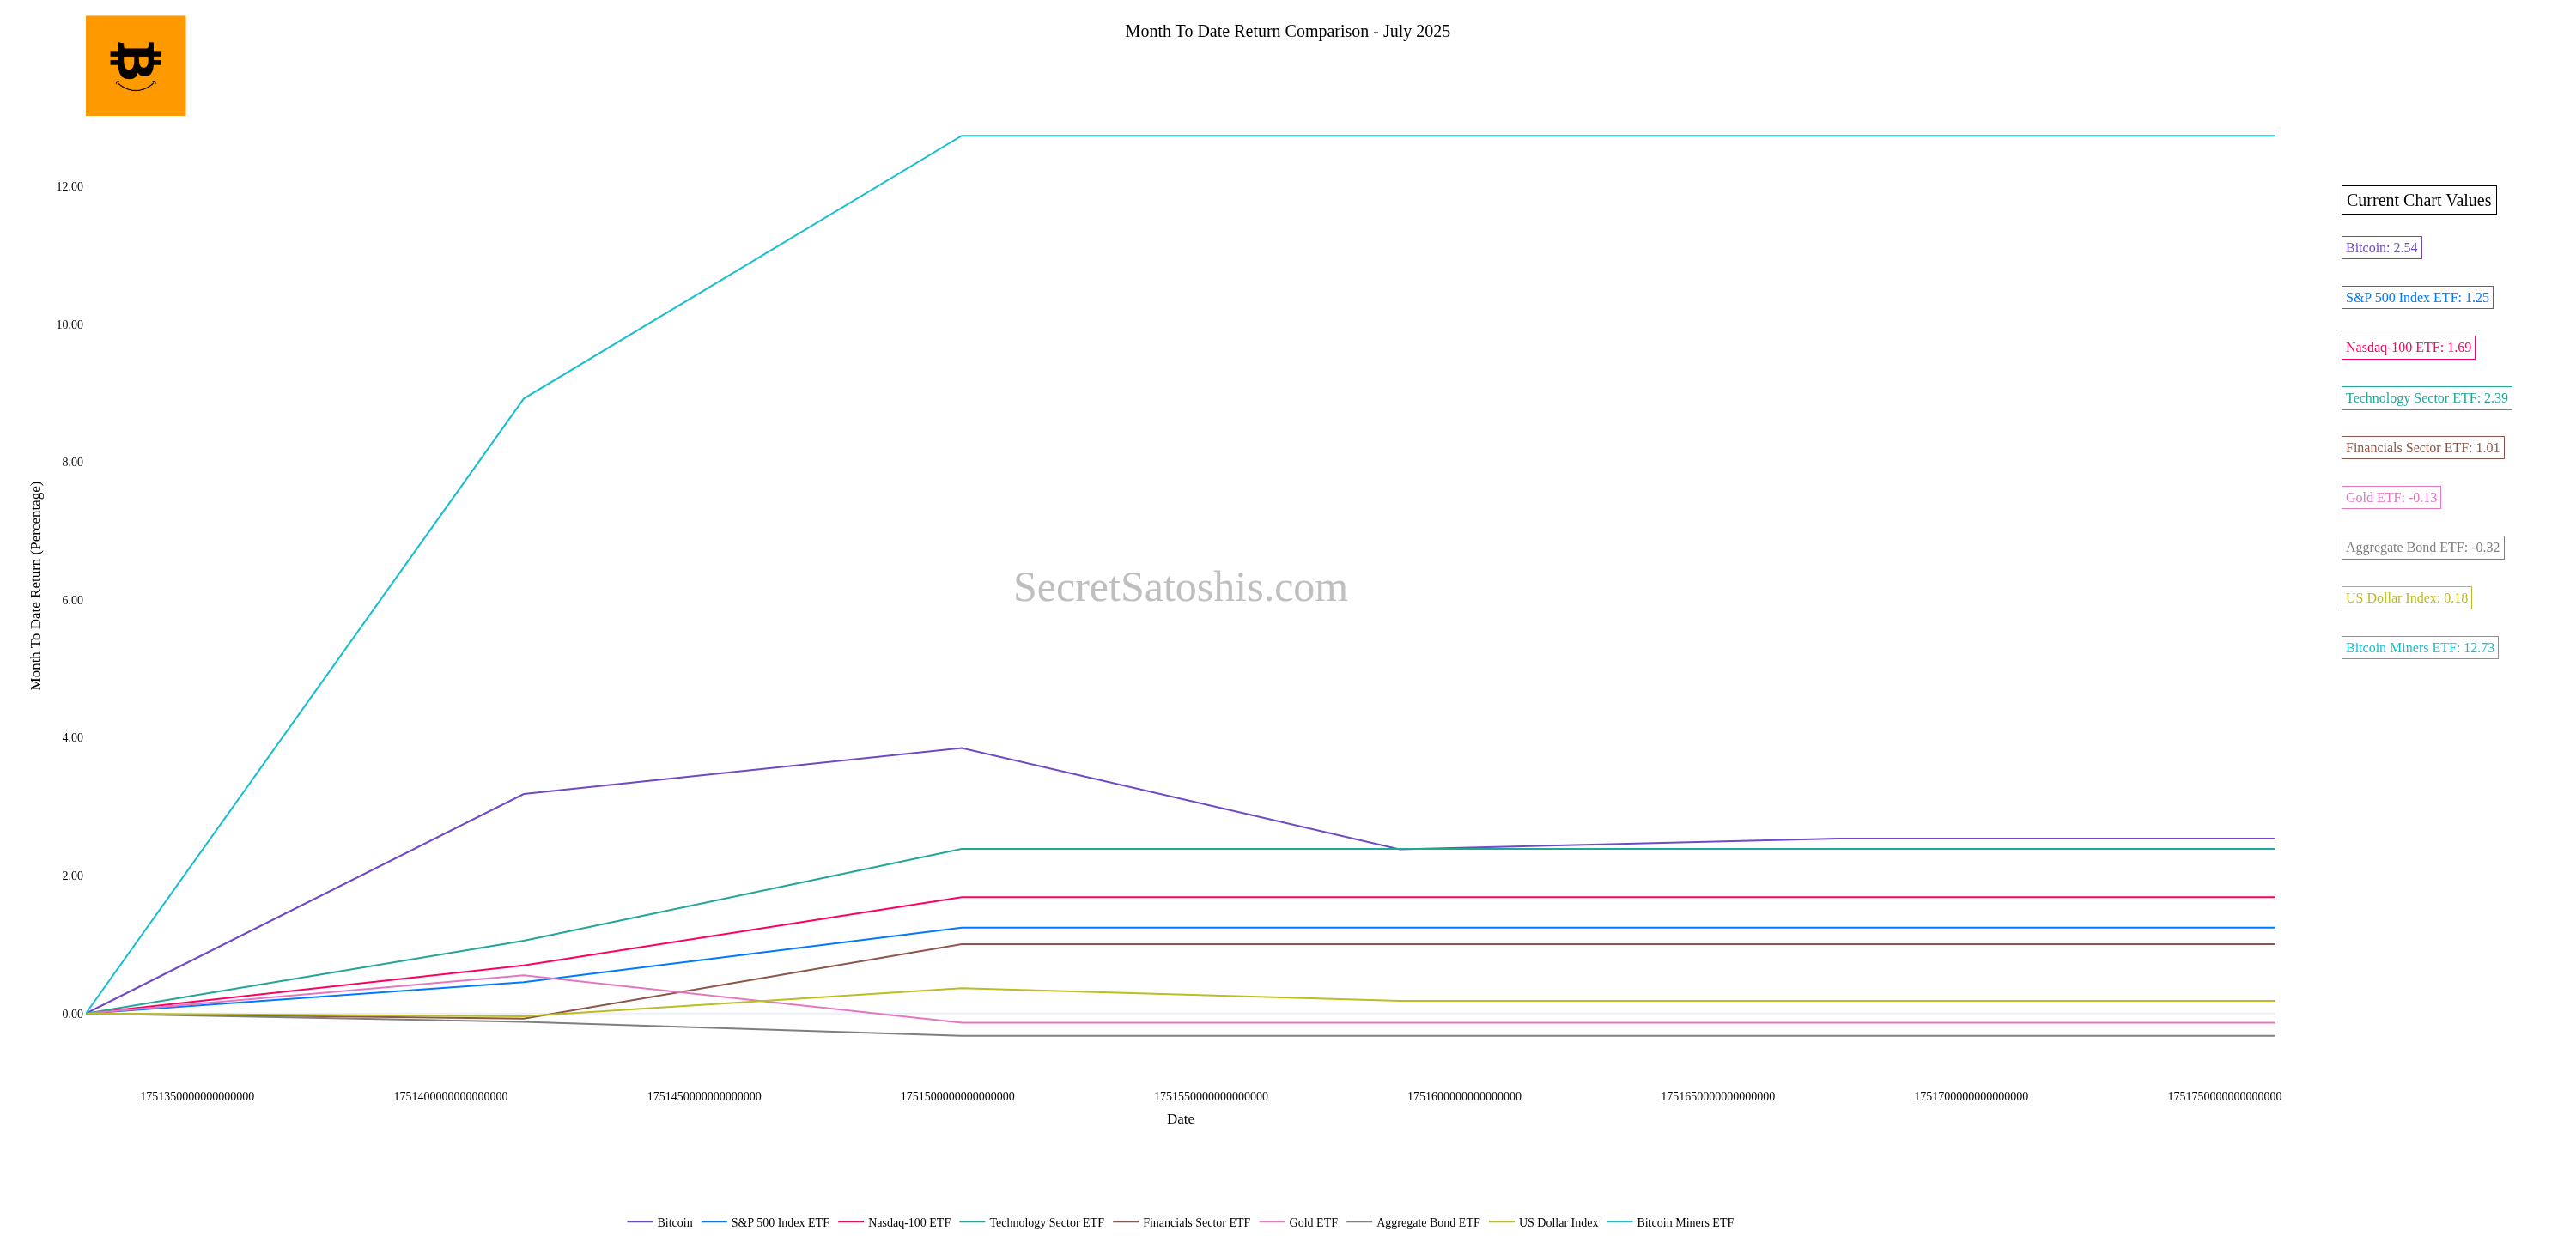 Month To Date Return Comparison - July 2025
12.00
10.00
8.00
6.00
4.00
2.00
0.00
Month To Date Return (Percentage)
SecretSatoshis.com
Current Chart Values
Bitcoin: 2.54
S&P 500 Index ETF: 1.25
Nasdaq-100 ETF: 1.69
Technology Sector ETF: 2.39
Financials Sector ETF: 1.01
Gold ETF: -0.13
Aggregate Bond ETF: -0.32
US Dollar Index: 0.18
Bitcoin Miners ETF: 12.73
1751350000000000000 1751400000000000000 1751450000000000000 1751500000000000000 1751550000000000000 1751600000000000000 1751650000000000000 1751700000000000000 1751750000000000000
Date
Bitcoin S&P 500 Index ETF Nasdaq-100 ETF Technology Sector ETF Financials Sector ETF Gold ETF Aggregate Bond ETF US Dollar Index Bitcoin Miners ETF